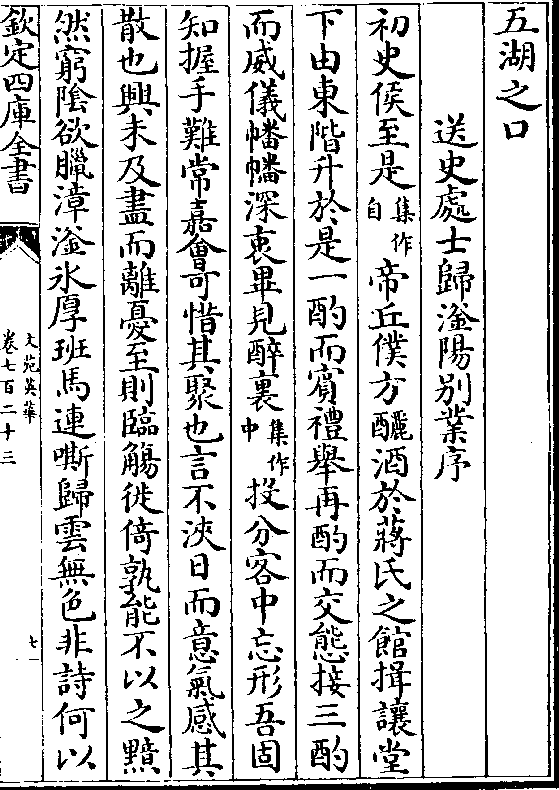 五湖之口
送史處士歸滏陽别業序
初史侯至是集作自帝丘僕方釃酒於蔣氏之館揖讓堂
下由東階升於是一酌而賓禮舉再酌而交態接三酌
而威儀幡幡深衷畢見醉裏集作中投分客中忘形吾固
知握手難常嘉會可惜其聚也言不浹日而意氣感其
散也興未及盡而離憂至則臨觴徙倚孰能不以之黯
然窮陰欲臘漳滏氷厚班馬連嘶歸雲無色非詩何以
欽定四庫全書
文苑英華
卷七百二十三
七